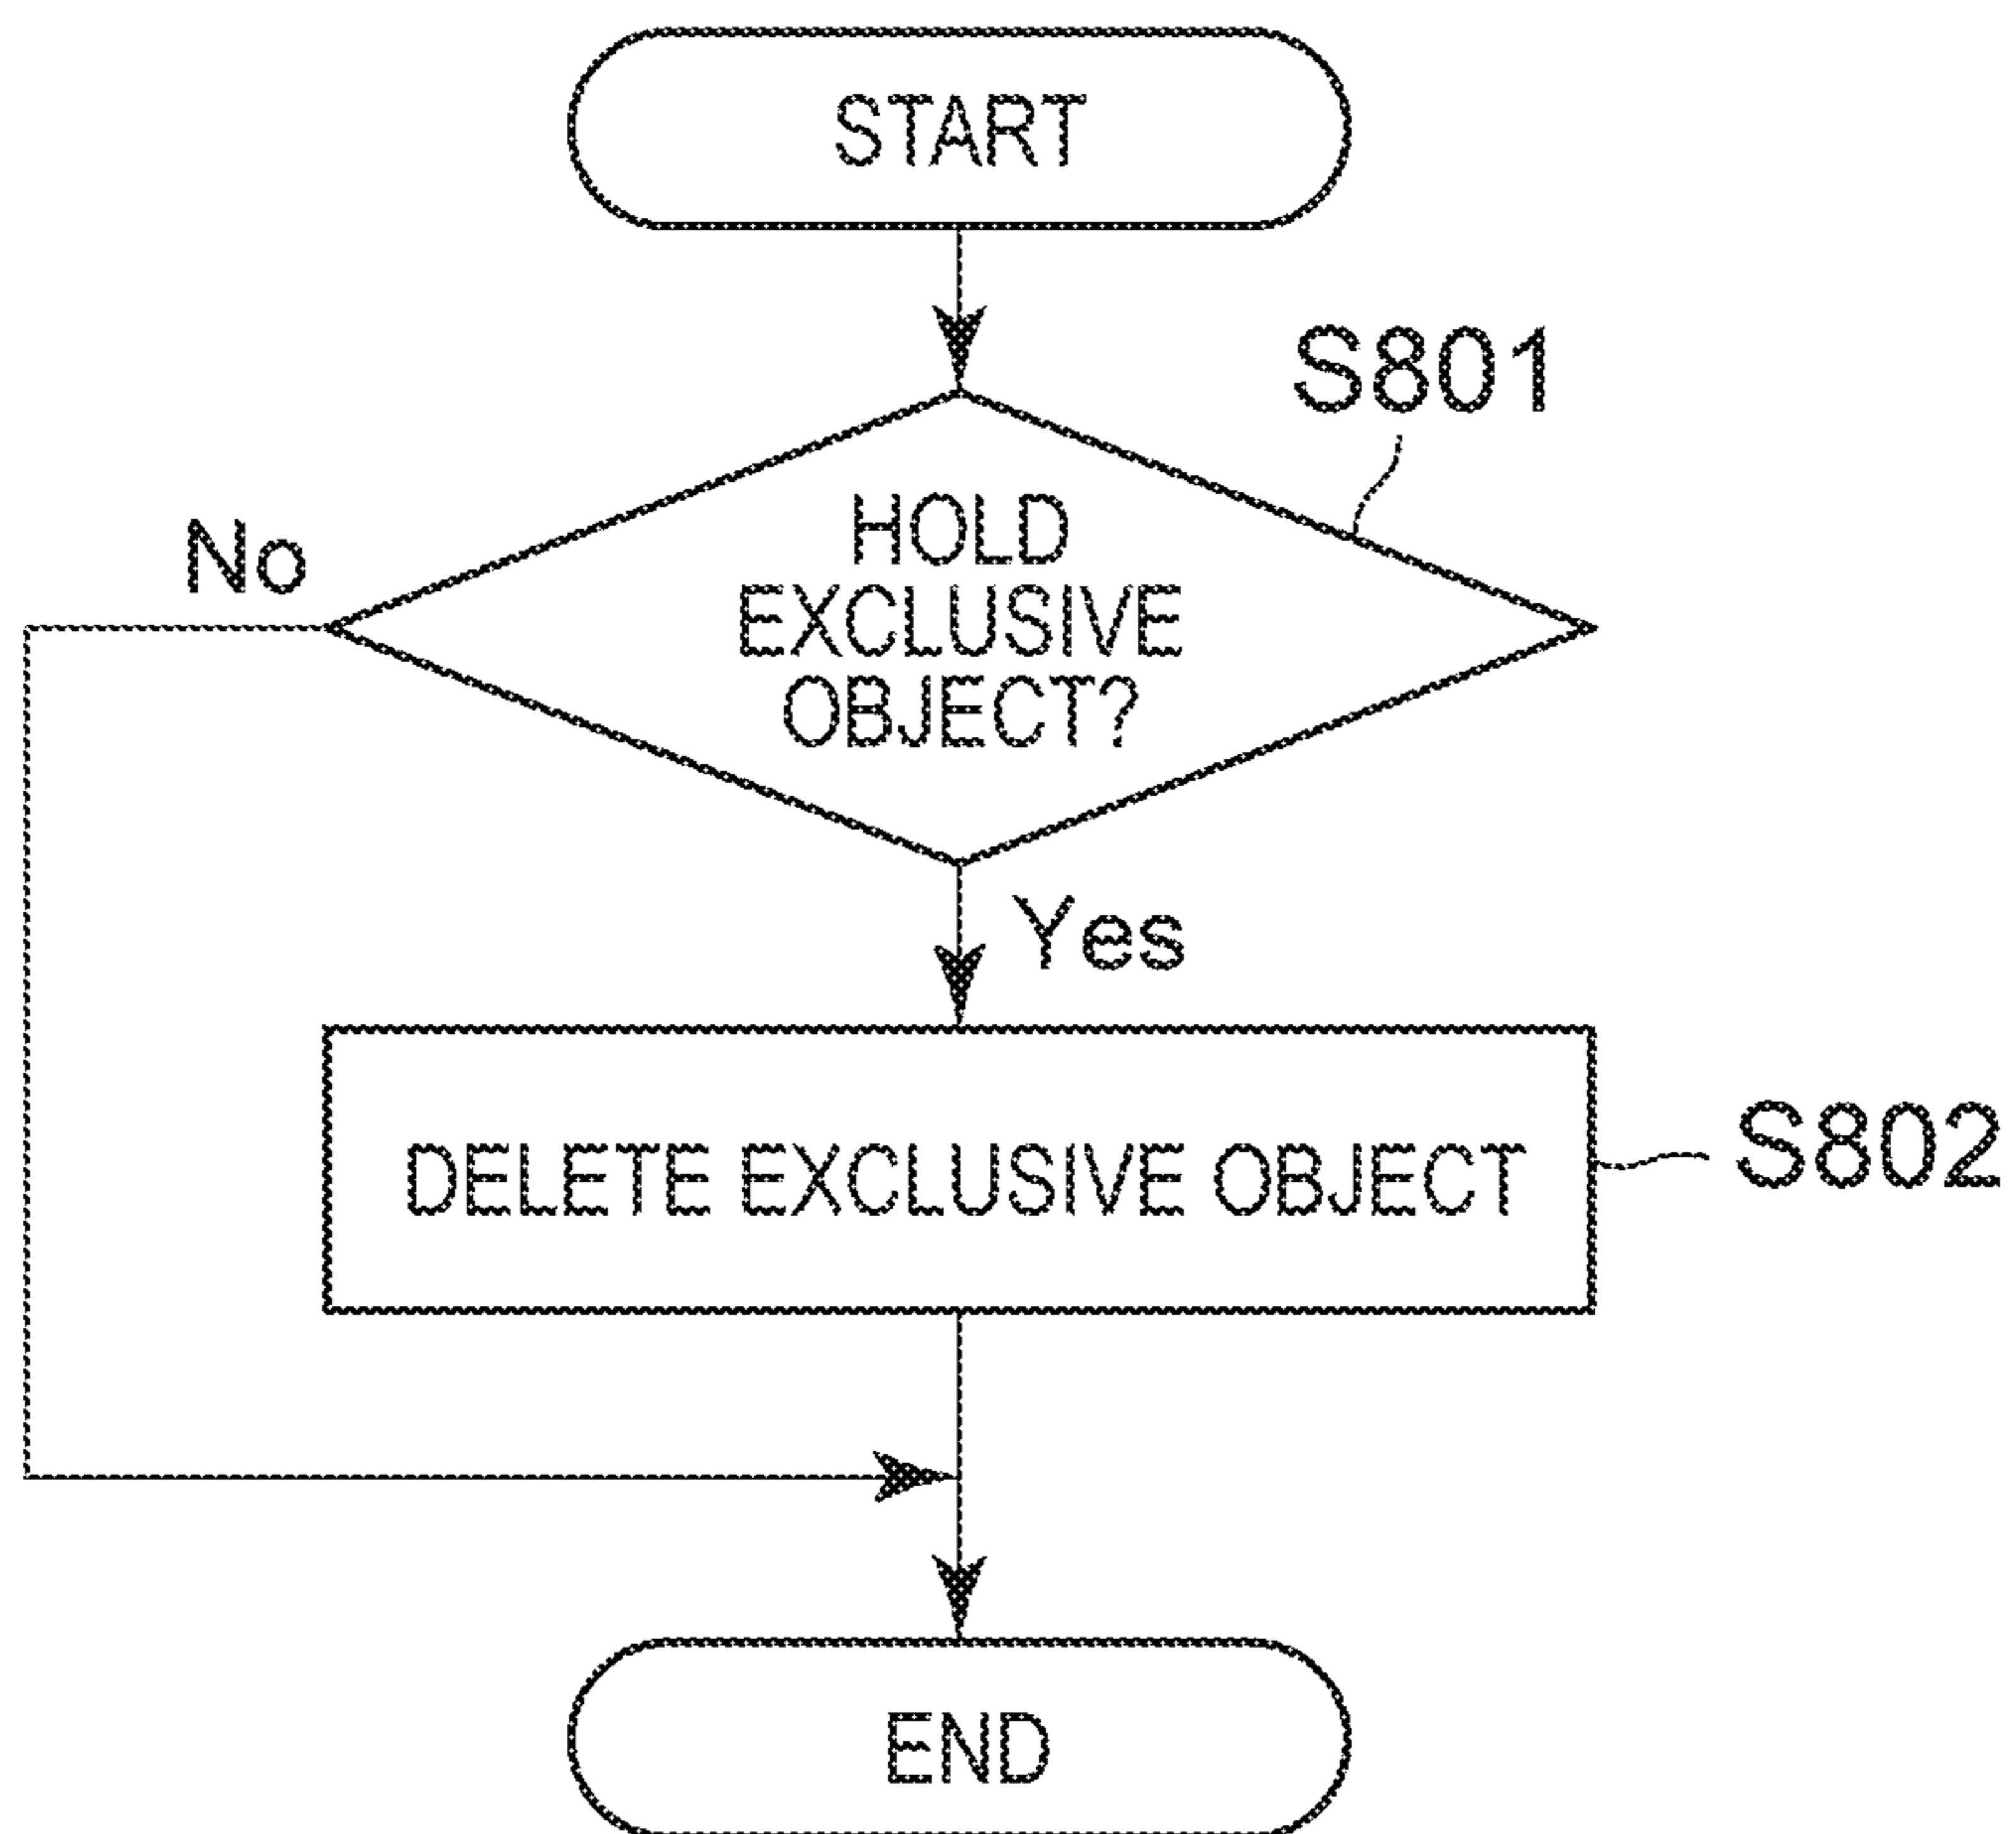 START
S801
No
HOLD
EXCLUSIVE
OBJECT?
Yes
DELETE EXCLUSIVE OBJECT
S802
END